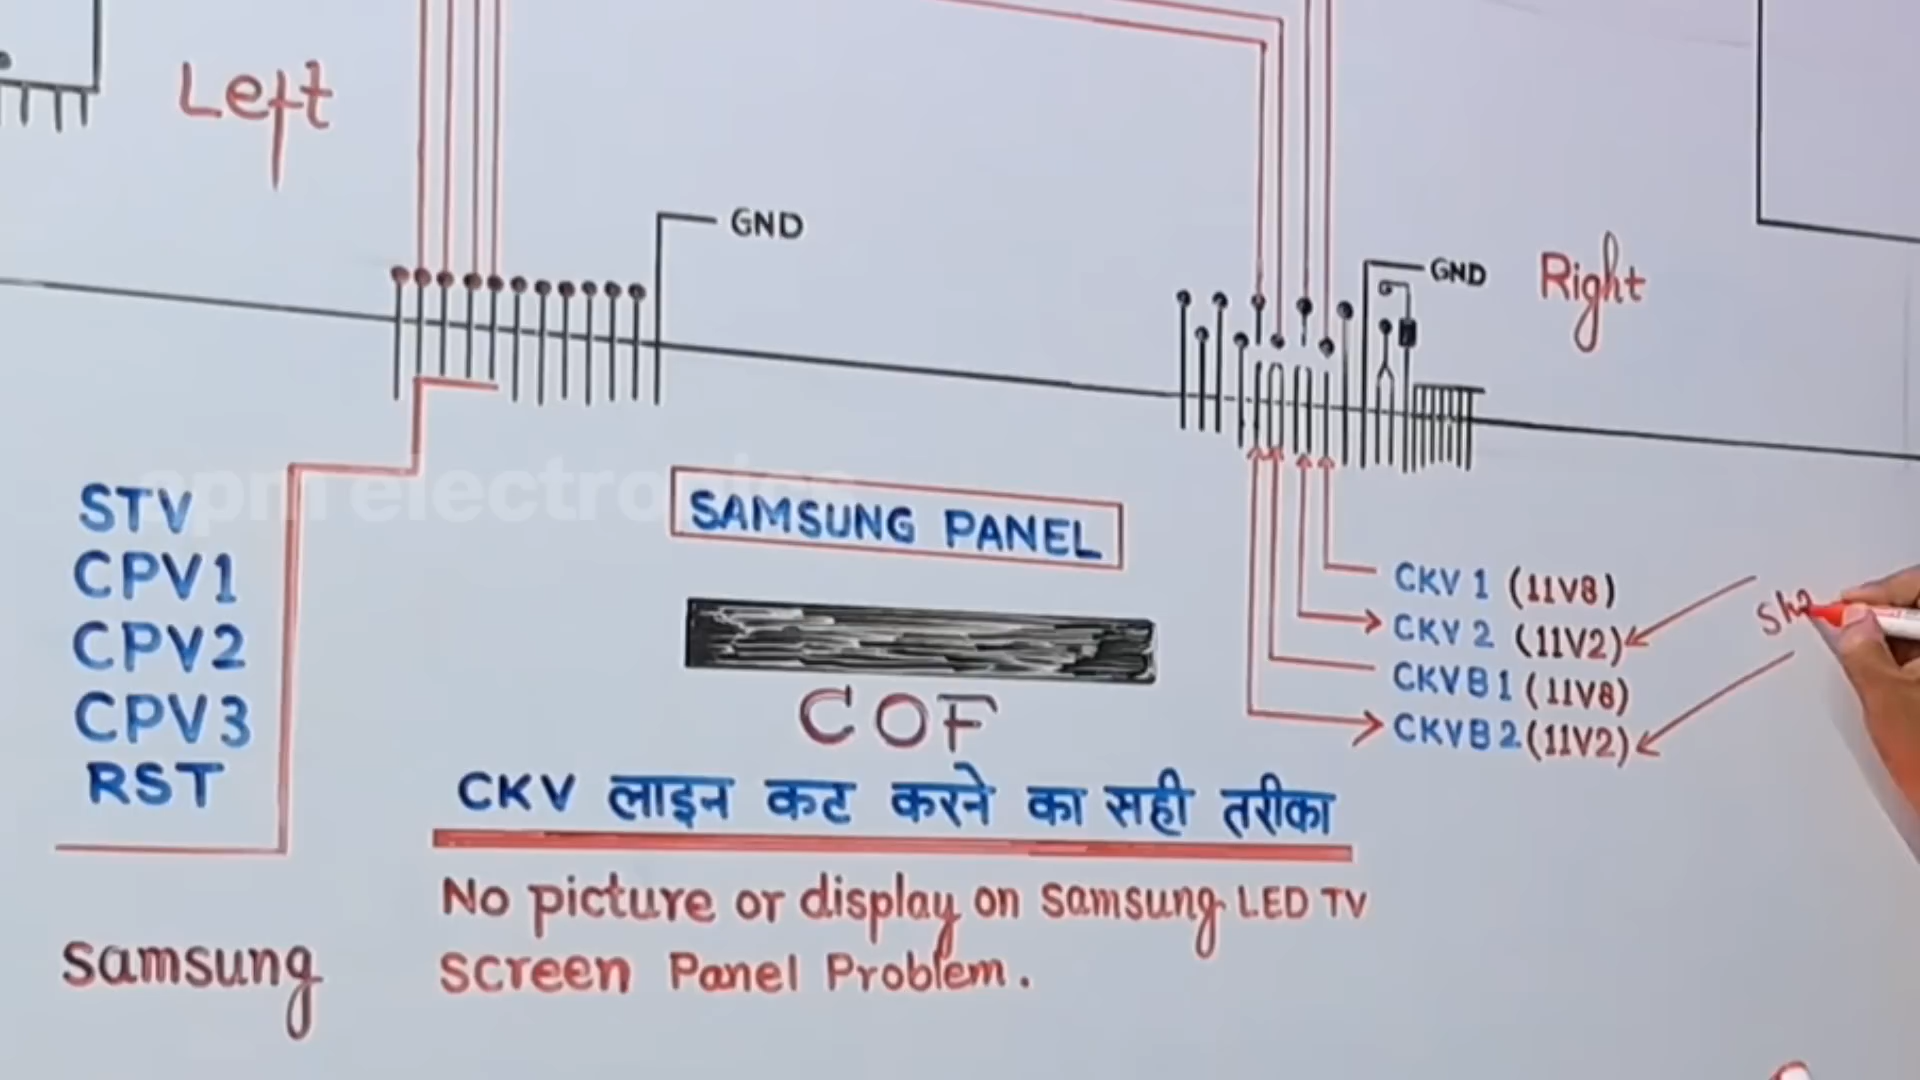 Left
GND
GND
Right
STV
CPV1
CPV2
CPV3
RST
SAMSUNG PANEL
COF
CKV 1 (11V8)
CKV 2 (11V2)
CKVB 1 (11V8)
CKVB 2 (11V2)
CKV लाइन कट करने का सही तरीका
No picture or display on Samsung LED TV
Screen Panel Problem.
Samsung